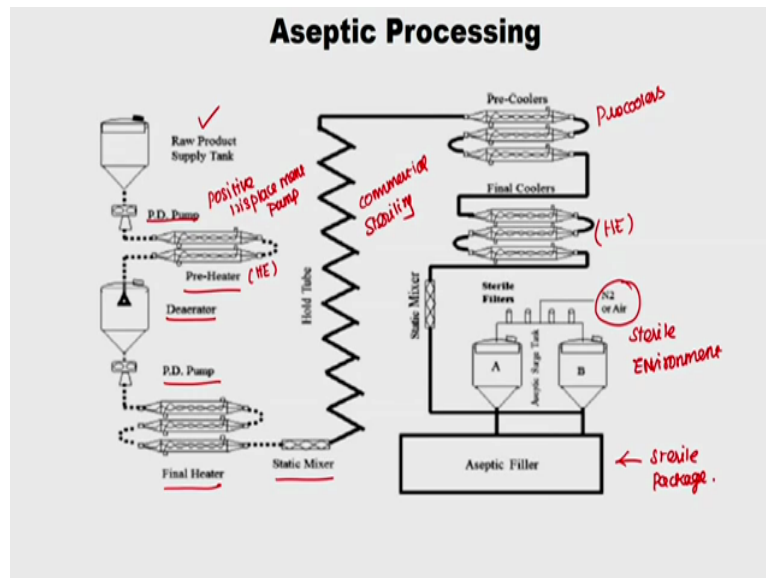 Aseptic Processing
Raw Product
Supply Tank
P.D. Pump
positive
Displacement
Pump
Pre-Heater (HE)
Deaerator
P.D. Pump
Final Heater
Static Mixer
Hold Tube
commercial
sterility
Pre-Coolers
Precoolers
Final Coolers
(HE)
Static Mixer
Sterile
Filters
N2
or Air
Sterile
ENvironment
Aseptic Surge Tank
A
B
Aseptic Filler
← sterile
package.